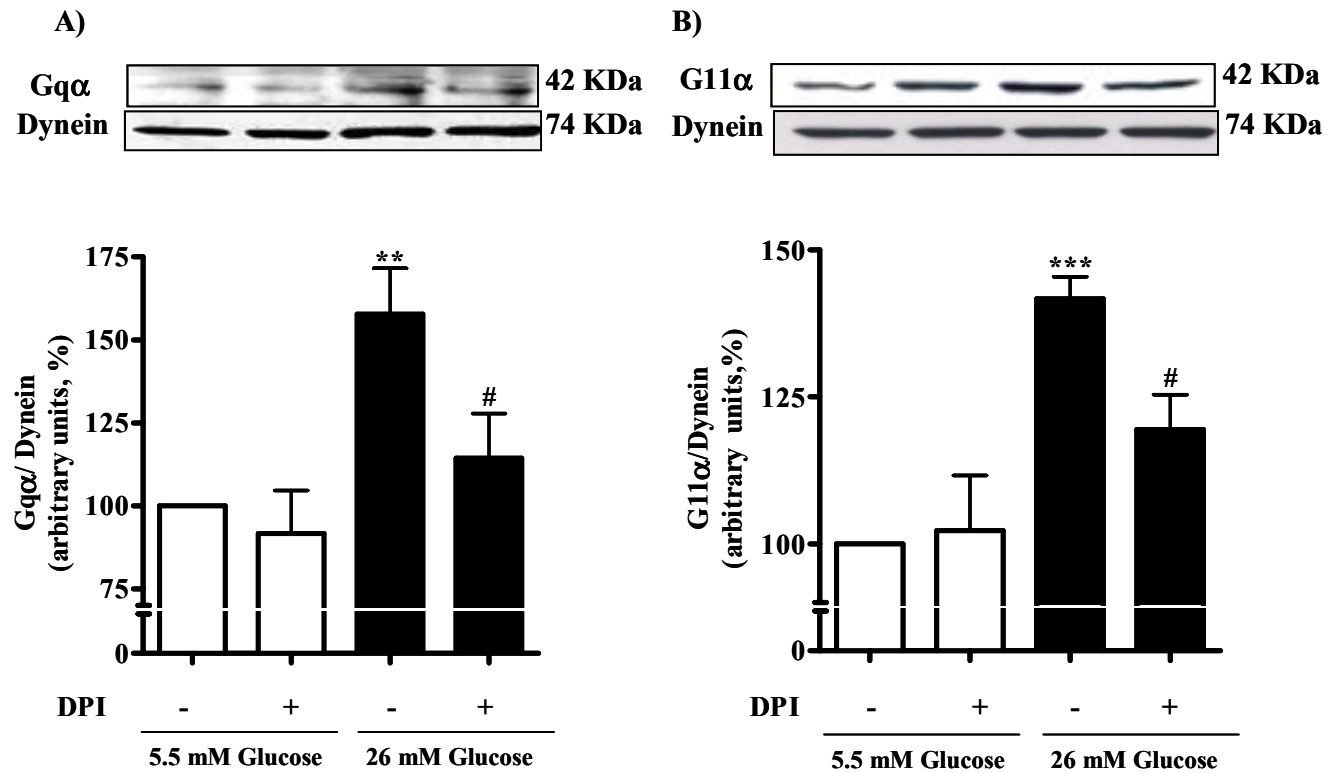 A)
Gqα
42 KDa
Dynein
74 KDa
175
150
125
100
75
0
Gqα/ Dynein
(arbitrary units, %)
**
#
DPI
- + - +
5.5 mM Glucose
26 mM Glucose
B)
G11α
42 KDa
Dynein
74 KDa
150
125
100
0
G11α/Dynein
(arbitrary units,%)
***
#
DPI
- + - +
5.5 mM Glucose
26 mM Glucose